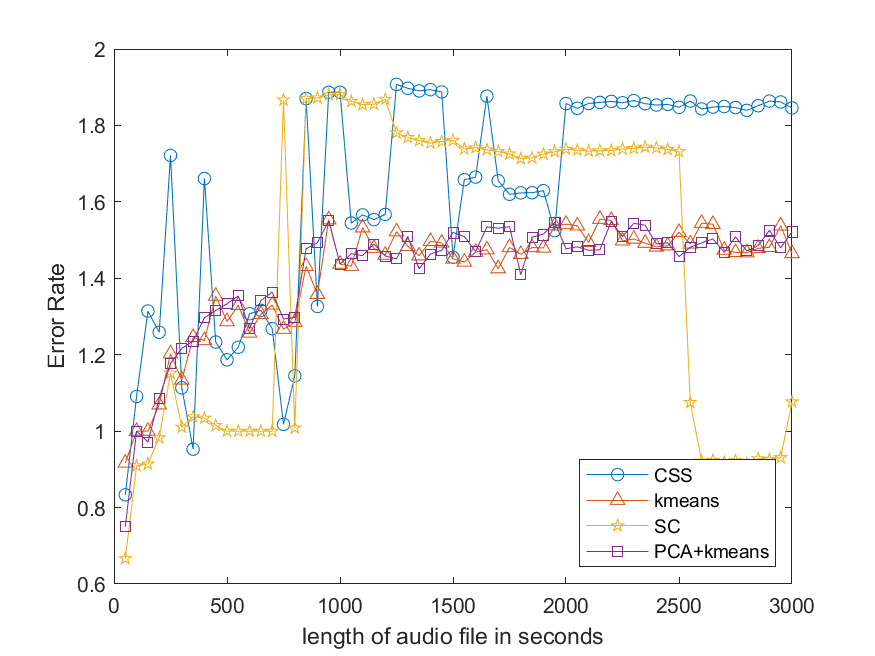 2
1.8
1.6
1.4
1.2
1
0.8
0.6
Error Rate
0 500 1000 1500 2000 2500 3000
length of audio file in seconds
CSS
kmeans
SC
PCA+kmeans